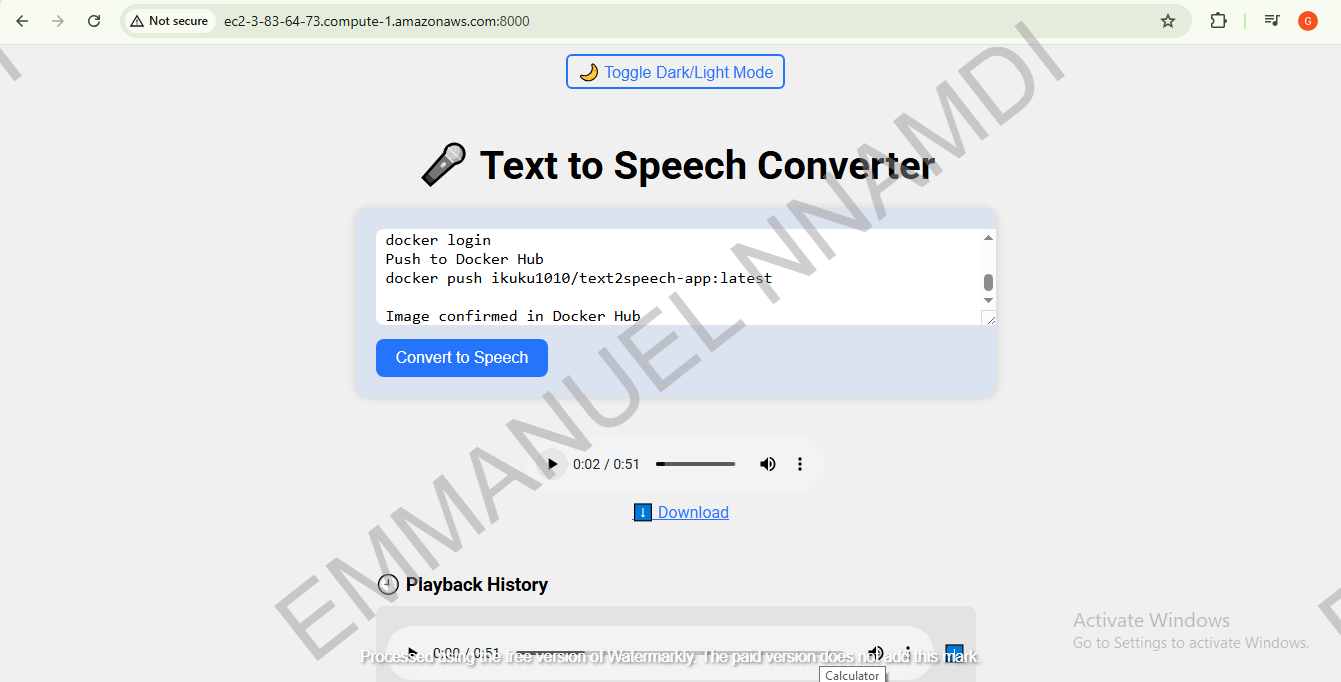 Not secure
ec2-3-83-64-73.compute-1.amazonaws.com:8000
G
Toggle Dark/Light Mode
Text to Speech Converter
docker login
Push to Docker Hub
docker push ikuku1010/text2speech-app:latest
Image confirmed in Docker Hub
Convert to Speech
EMMANUEL NNAMDI
0:02 / 0:51
Download
Playback History
Activate Windows
Go to Settings to activate Windows.
0:00 / 0:51
Processed using the free version of Watermarkly. The paid version does not add this mark.
Calculator